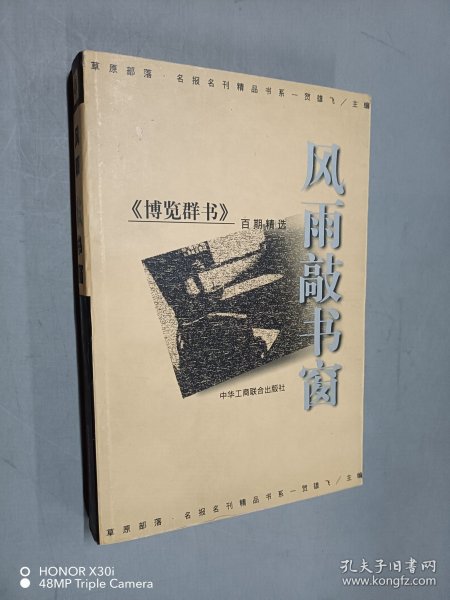 草原部落·名报名刊精品书系—贺雄飞/主编
风雨敲书窗
《博览群书》
百期精选
中华工商联合出版社
草原部落·名报名刊精品书系—贺雄飞/主编
HONOR X30i
48MP Triple Camera
孔夫子旧书网
www.kongfz.com